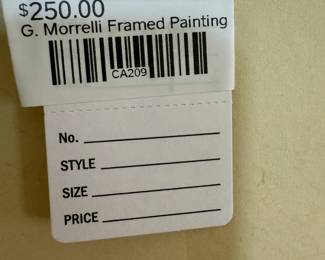 $250.00
G. Morrelli Framed Painting
CA209
No.
STYLE
SIZE
PRICE